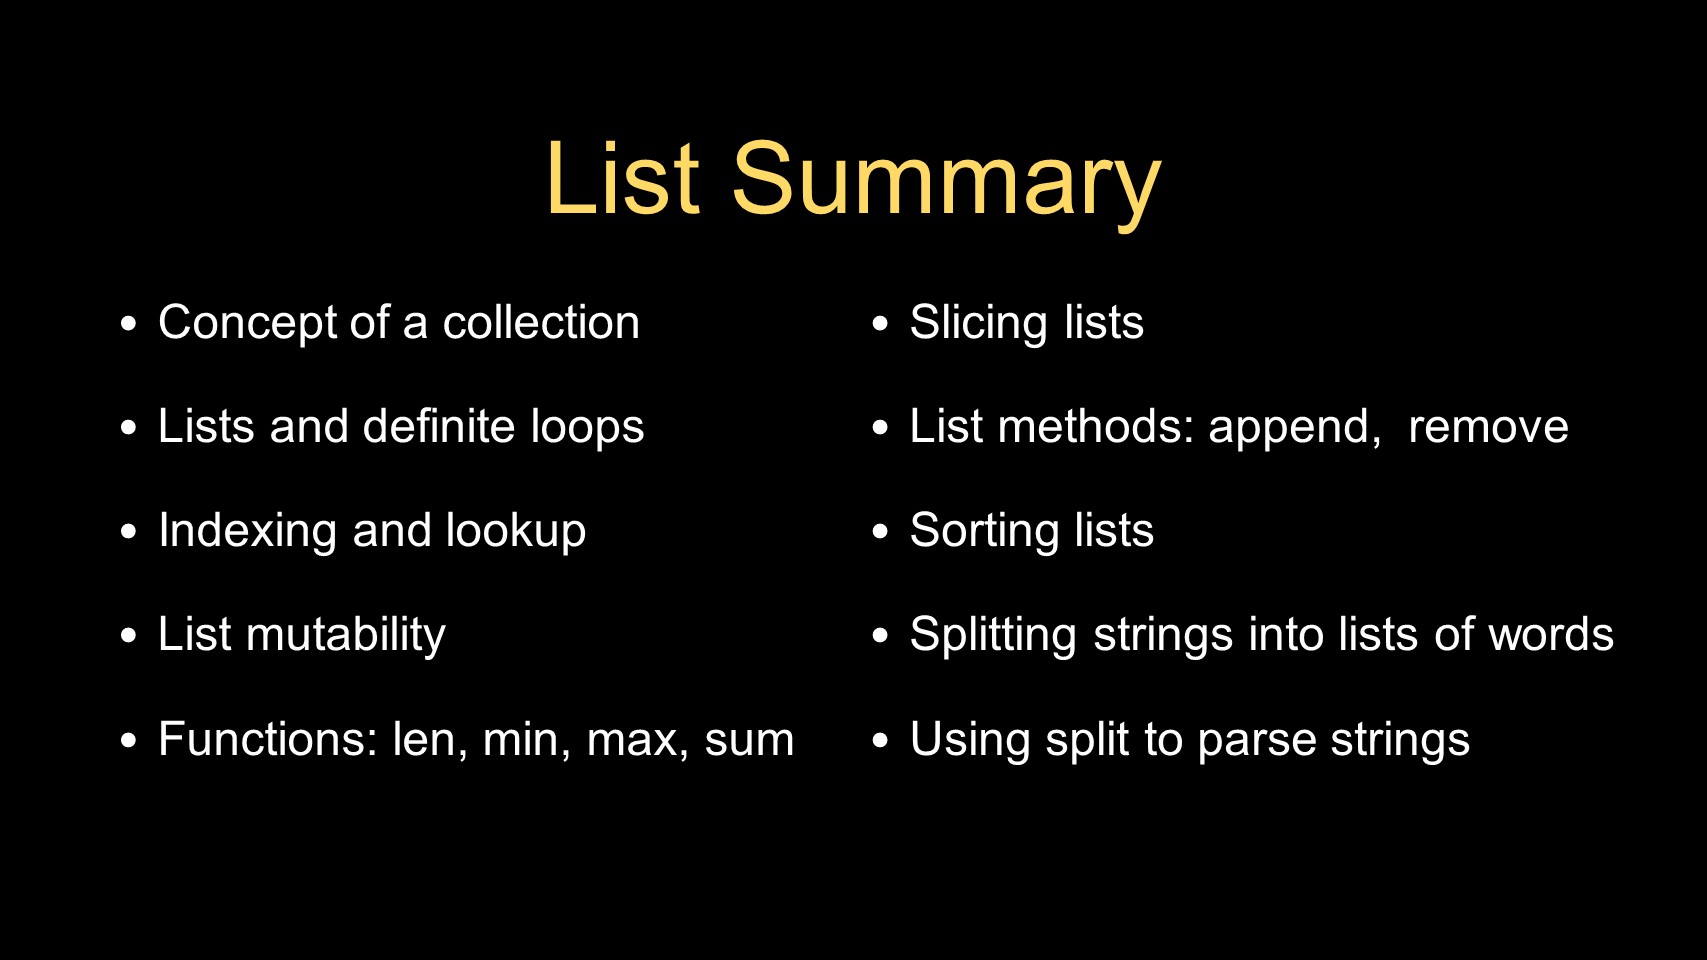 List Summary
• Concept of a collection
• Lists and definite loops
• Indexing and lookup
• List mutability
• Functions: len, min, max, sum
• Slicing lists
• List methods: append,  remove
• Sorting lists
• Splitting strings into lists of words
• Using split to parse strings